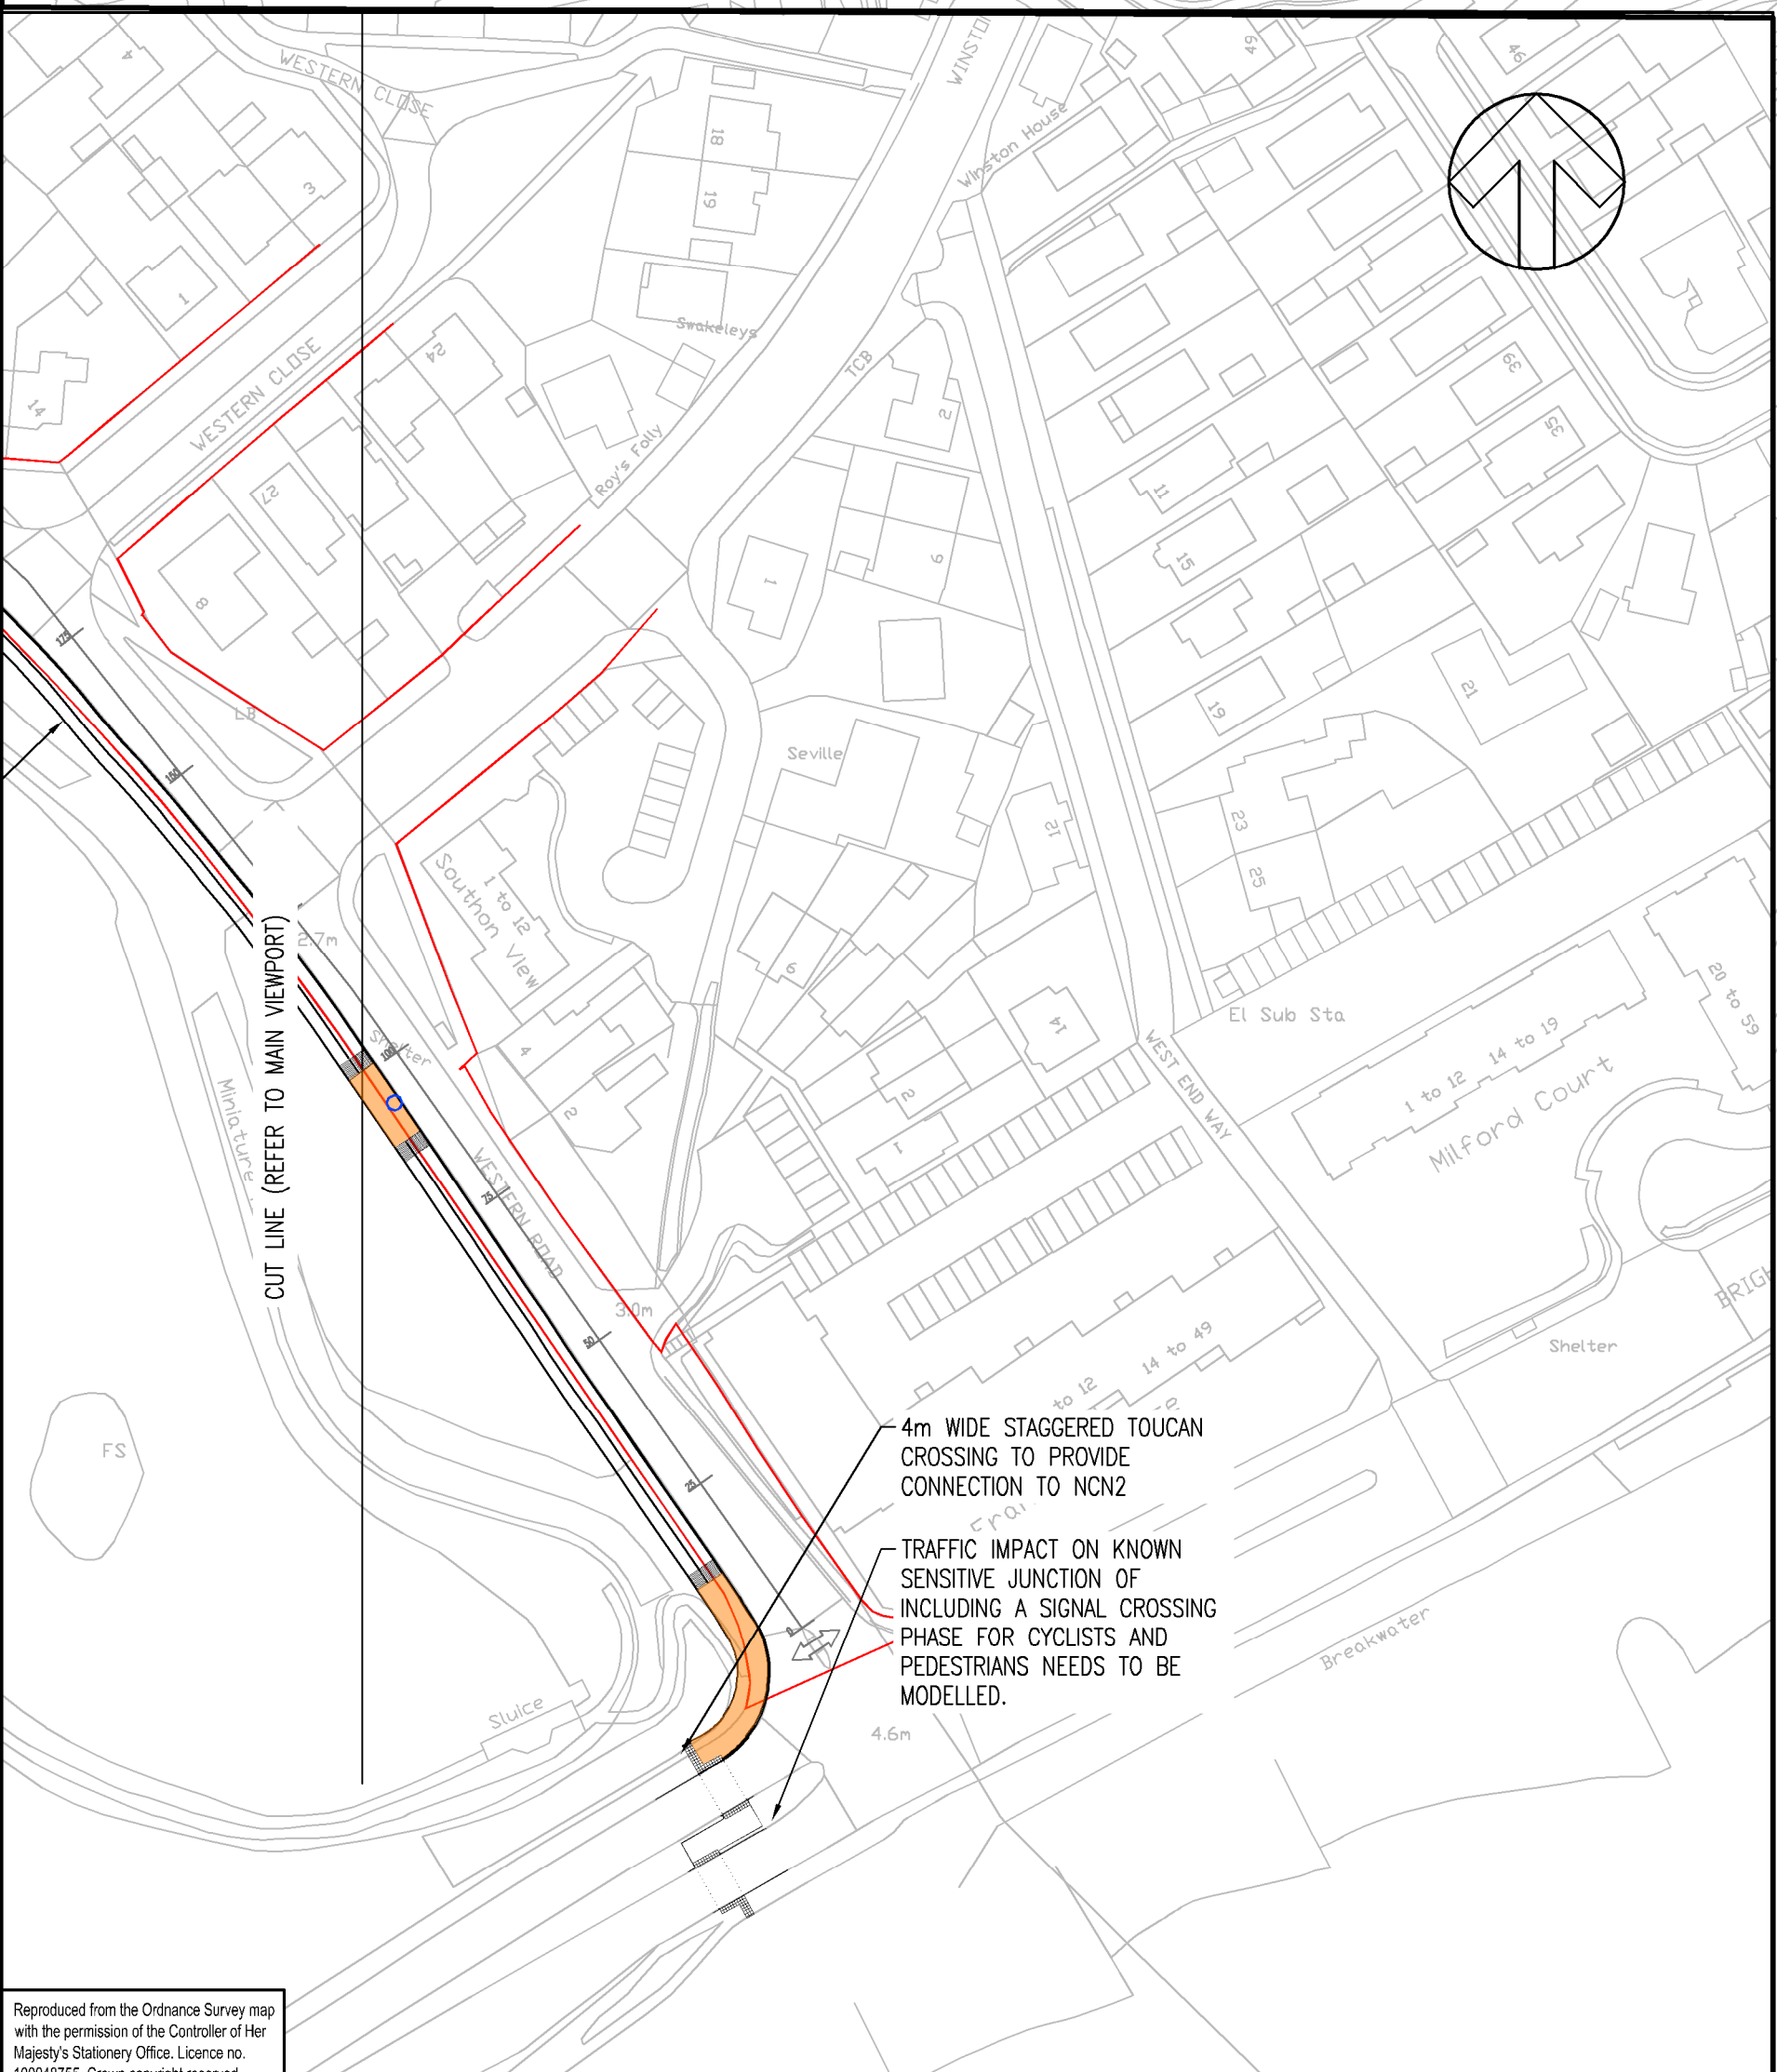 WESTERN CLOSE
4
3
1
14
WESTERN CLOSE
18
19
Swakeleys
24
27
8
Roy's Folly
TCB
Winston House
49
46
2
1
6
11
15
19
39
35
21
23
25
175
150
LB
Seville
12
1 to 12
Southon View
2.7m
CUT LINE (REFER TO MAIN VIEWPORT)
Shelter
100
Miniature
4
2
WESTERN ROAD
75
6
14
2
1
El Sub Sta
WEST END WAY
1 to 12 14 to 19
Milford Court
20 to 59
3.0m
50
Shelter
to 12 14 to 49
FS
25
4m WIDE STAGGERED TOUCAN
CROSSING TO PROVIDE
CONNECTION TO NCN2
TRAFFIC IMPACT ON KNOWN
SENSITIVE JUNCTION OF
INCLUDING A SIGNAL CROSSING
PHASE FOR CYCLISTS AND
PEDESTRIANS NEEDS TO BE
MODELLED.
0
Breakwater
Sluice
4.6m
Reproduced from the Ordnance Survey map
with the permission of the Controller of Her
Majesty's Stationery Office. Licence no.